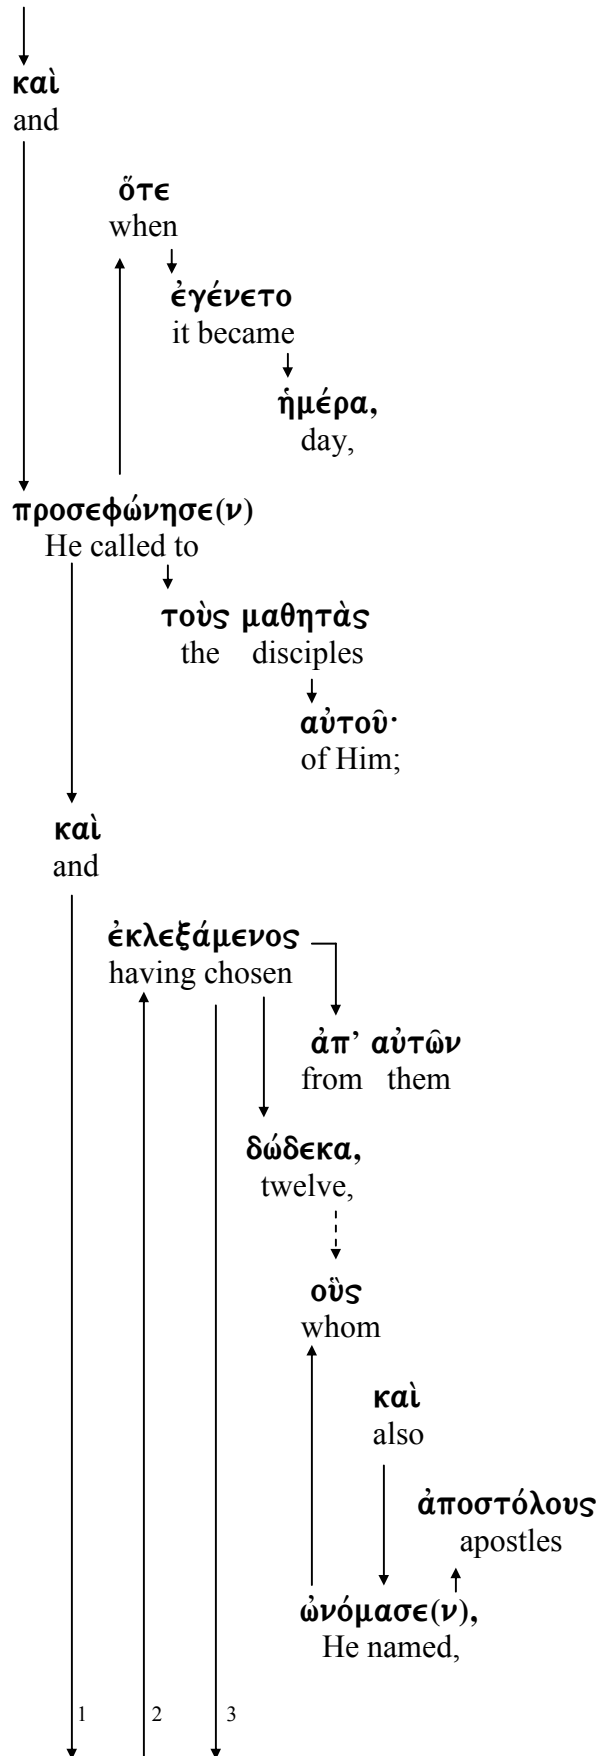 καὶ
and
ὅτε
when
ἐγένετο
it became
ἡμέρα,
day,
προσεφώνησε(ν)
He called to
τοὺς μαθητὰς
the disciples
αὐτοῦ·
of Him;
καὶ
and
ἐκλεξάμενος
having chosen
ἀπ’ αὐτῶν
from them
δώδεκα,
twelve,
οὓς
whom
καὶ
also
ἀποστόλους
apostles
ὠνόμασε(ν),
He named,
1 2 3